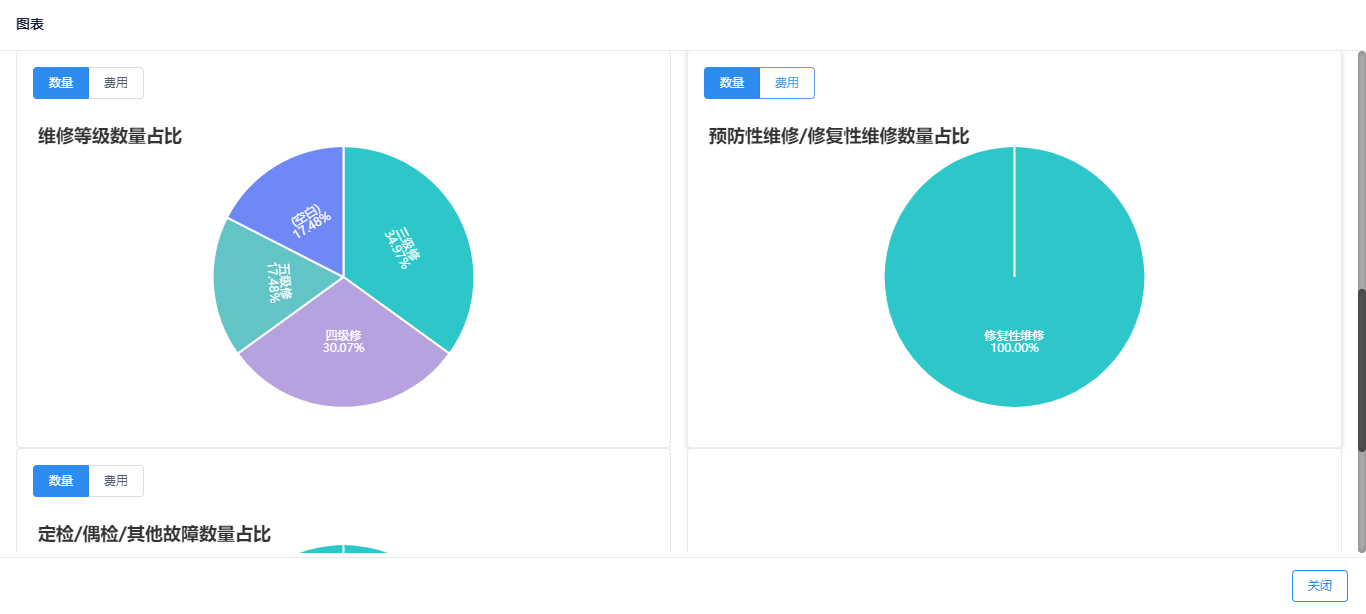 图表
数量 费用
维修等级数量占比
(空白)
17.48%
三级修
34.97%
五级修
17.48%
四级修
30.07%
数量 费用
预防性维修/修复性维修数量占比
修复性维修
100.00%
数量 费用
定检/偶检/其他故障数量占比
关闭